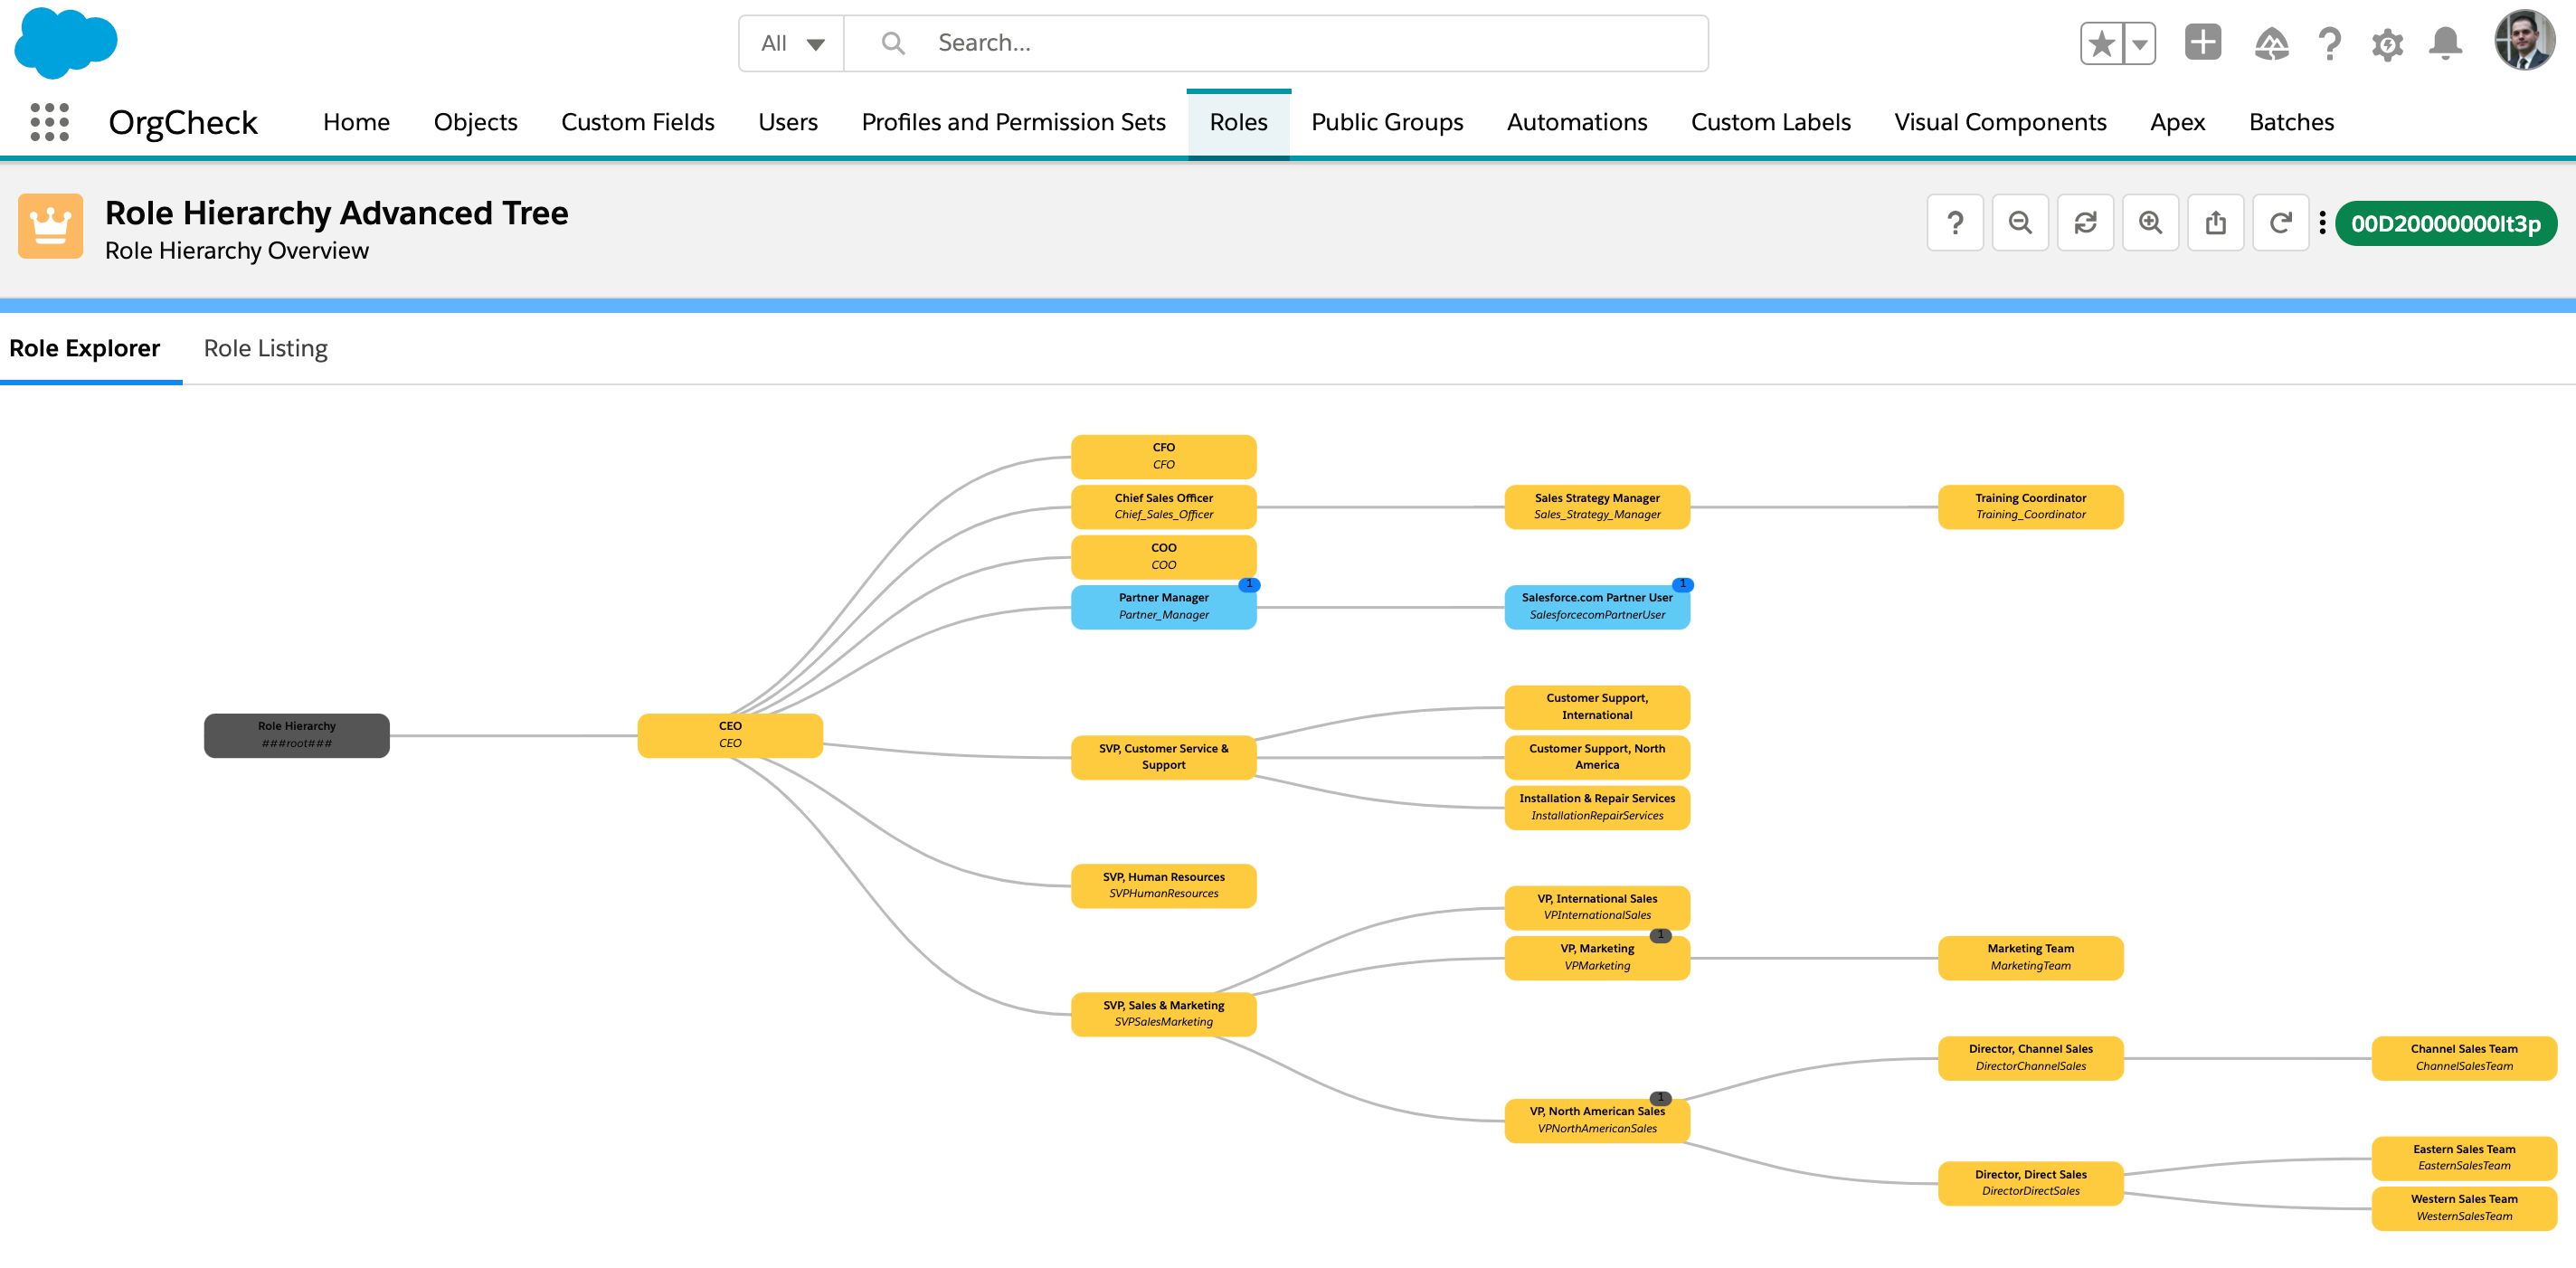 All
Search...
OrgCheck
Home
Objects
Custom Fields
Users
Profiles and Permission Sets
Roles
Public Groups
Automations
Custom Labels
Visual Components
Apex
Batches
Role Hierarchy Advanced Tree
Role Hierarchy Overview
00D20000000It3p
Role Explorer
Role Listing
Role Hierarchy
###root###
CEO
CEO
CFO
CFO
Chief Sales Officer
Chief_Sales_Officer
Sales Strategy Manager
Sales_Strategy_Manager
Training Coordinator
Training_Coordinator
COO
COO
1
Partner Manager
Partner_Manager
1
Salesforce.com Partner User
SalesforcecomPartnerUser
SVP, Customer Service &
Support
Customer Support,
International
Customer Support, North
America
Installation & Repair Services
InstallationRepairServices
SVP, Human Resources
SVPHumanResources
SVP, Sales & Marketing
SVPSalesMarketing
VP, International Sales
VPInternationalSales
1
VP, Marketing
VPMarketing
Marketing Team
MarketingTeam
1
VP, North American Sales
VPNorthAmericanSales
Director, Channel Sales
DirectorChannelSales
Channel Sales Team
ChannelSalesTeam
Director, Direct Sales
DirectorDirectSales
Eastern Sales Team
EasternSalesTeam
Western Sales Team
WesternSalesTeam